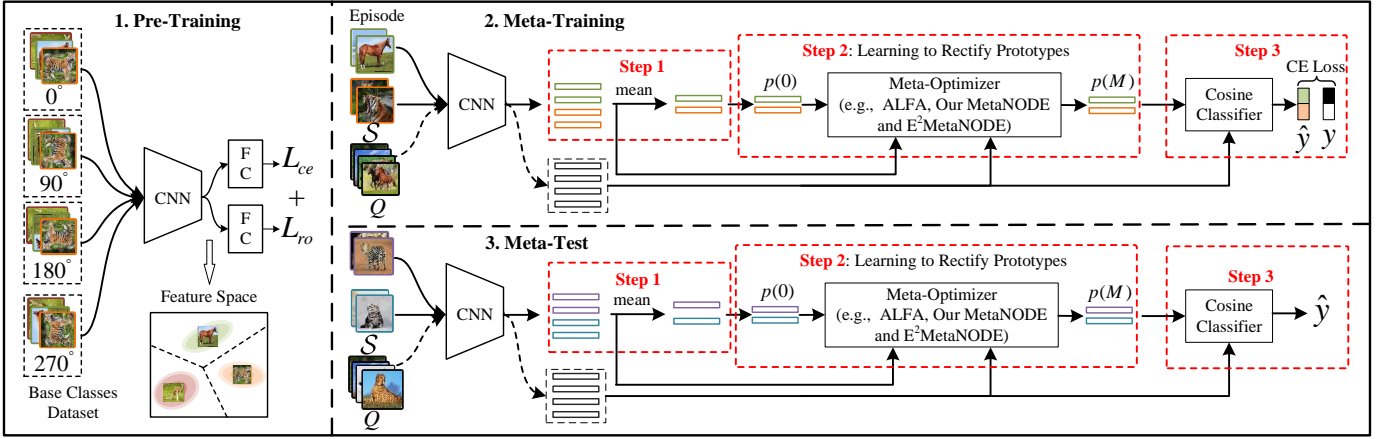 1. Pre-Training
0°
90°
180°
270°
Base Classes
Dataset
CNN
F
C
F
C
L_ce
+
L_ro
Feature Space
2. Meta-Training
Episode
S
Q
CNN
Step 1
mean
Step 2: Learning to Rectify Prototypes
p(0)
Meta-Optimizer
(e.g., ALFA, Our MetaNODE
and E²MetaNODE)
p(M)
Step 3
Cosine
Classifier
CE Loss
ŷ y
3. Meta-Test
S
Q
CNN
Step 1
mean
Step 2: Learning to Rectify Prototypes
p(0)
Meta-Optimizer
(e.g., ALFA, Our MetaNODE
and E²MetaNODE)
p(M)
Step 3
Cosine
Classifier
ŷ